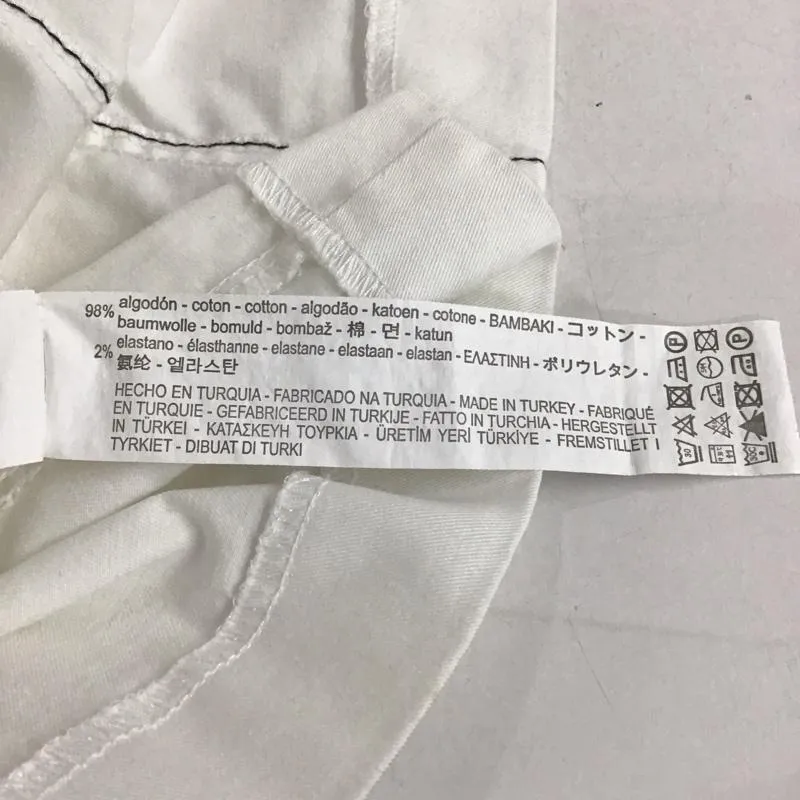 98% algodón - coton - cotton - algodão - katoen - cotone - BAMBAKI - コットン -
baumwolle - bomuld - bombaž - 棉 - 면 - katun
2% elastano - élasthanne - elastane - elastaan - elastan - ΕΛΑΣΤΙΝΗ - ポリウレタン -
氨纶 - 엘라스탄
HECHO EN TURQUIA - FABRICADO NA TURQUIA - MADE IN TURKEY - FABRIQUÉ
EN TURQUIE - GEFABRICEERD IN TURKIJE - FATTO IN TURCHIA - HERGESTELLT
IN TÜRKEI - ΚΑΤΑΣΚΕΥΗ ΤΟΥΡΚΙΑ - ÜRETİM YERİ TÜRKİYE - FREMSTILLET I
TYRKIET - DIBUAT DI TURKI
P
P
30